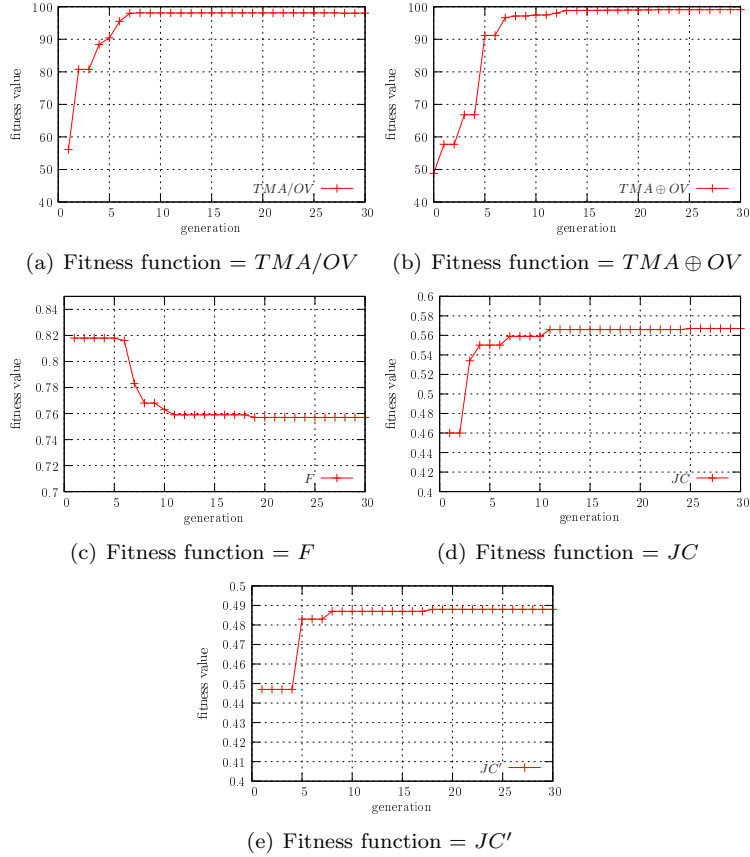 100
90
80
70
60
50
40
fitness value
TMA/OV
0 5 10 15 20 25 30
generation
(a) Fitness function = TMA/OV
100
90
80
70
60
50
40
fitness value
TMA ⊕ OV
0 5 10 15 20 25 30
generation
(b) Fitness function = TMA ⊕ OV
0.84
0.82
0.8
0.78
0.76
0.74
0.72
0.7
fitness value
F
0 5 10 15 20 25 30
generation
(c) Fitness function = F
0.6
0.58
0.56
0.54
0.52
0.5
0.48
0.46
0.44
0.42
0.4
fitness value
JC
0 5 10 15 20 25 30
generation
(d) Fitness function = JC
0.5
0.49
0.48
0.47
0.46
0.45
0.44
0.43
0.42
0.41
0.4
fitness value
JC′
0 5 10 15 20 25 30
generation
(e) Fitness function = JC′